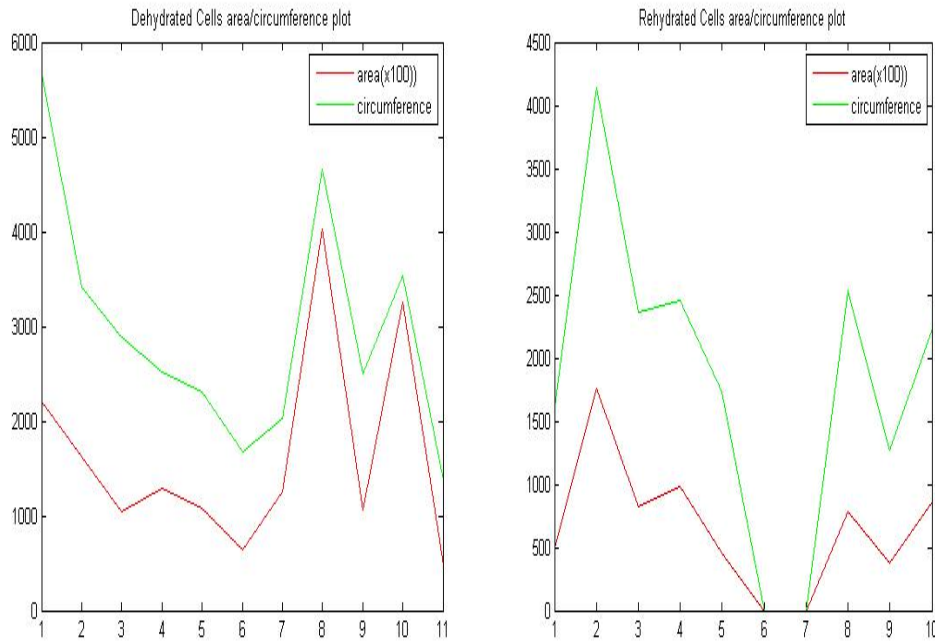 Dehydrated Cells area/circumference plot
6000
5000
4000
3000
2000
1000
0
1 2 3 4 5 6 7 8 9 10 11
area(x100))
circumference
Rehydrated Cells area/circumference plot
4500
4000
3500
3000
2500
2000
1500
1000
500
0
1 2 3 4 5 6 7 8 9 10
area(x100))
circumference